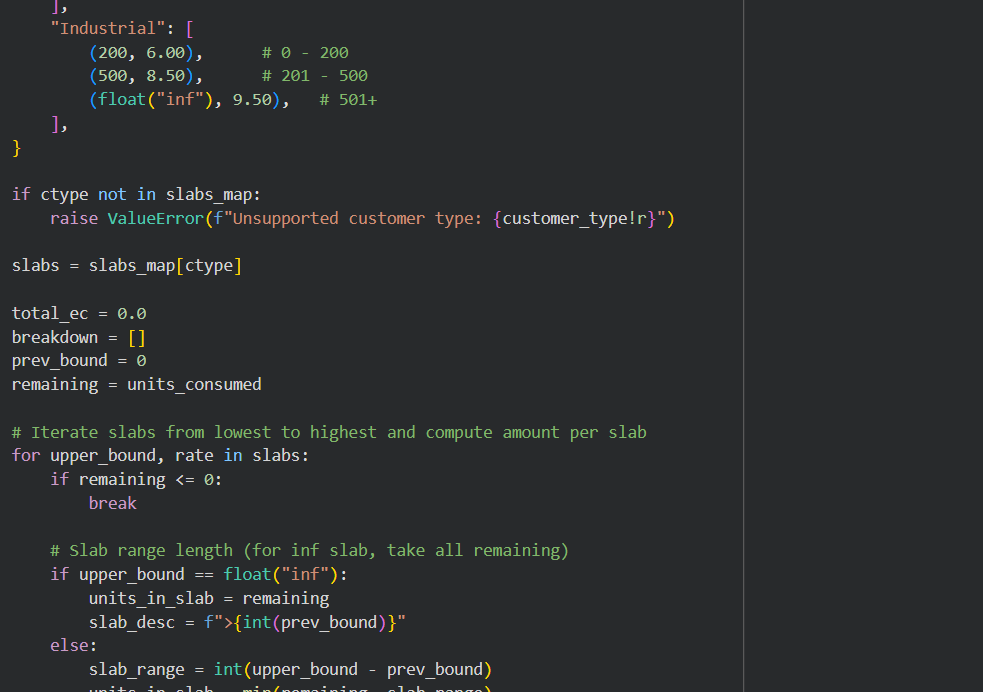 ],
"Industrial": [
(200, 6.00),      # 0 - 200
(500, 8.50),      # 201 - 500
(float("inf"), 9.50),   # 501+
],
}
if ctype not in slabs_map:
raise ValueError(f"Unsupported customer type: {customer_type!r}")
slabs = slabs_map[ctype]
total_ec = 0.0
breakdown = []
prev_bound = 0
remaining = units_consumed
# Iterate slabs from lowest to highest and compute amount per slab
for upper_bound, rate in slabs:
if remaining <= 0:
break
# Slab range length (for inf slab, take all remaining)
if upper_bound == float("inf"):
units_in_slab = remaining
slab_desc = f">{int(prev_bound)}"
else:
slab_range = int(upper_bound - prev_bound)
units_in_slab = min(remaining, slab_range)